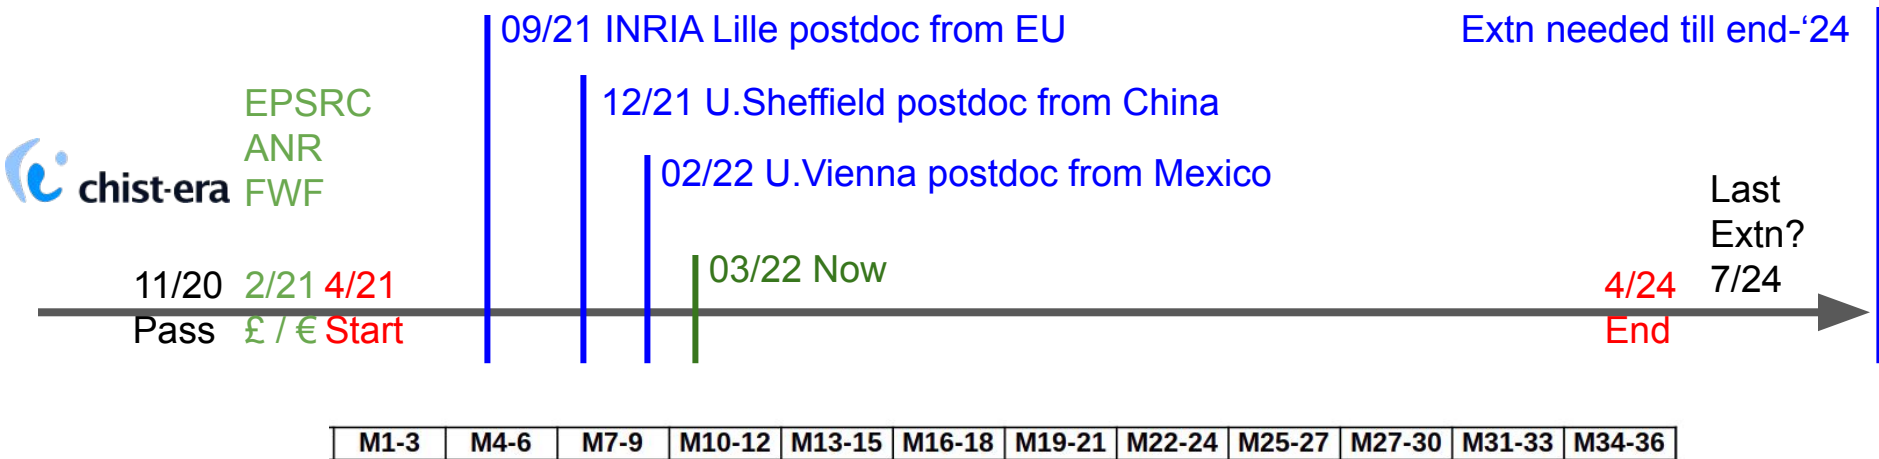 09/21 INRIA Lille postdoc from EU
Extn needed till end-‘24
EPSRC
12/21 U.Sheffield postdoc from China
ANR
chist-era FWF
02/22 U.Vienna postdoc from Mexico
Last
Extn?
7/24
03/22 Now
11/20 2/21 4/21
4/24
Pass £ / € Start
End
M1-3 M4-6 M7-9 M10-12 M13-15 M16-18 M19-21 M22-24 M25-27 M27-30 M31-33 M34-36